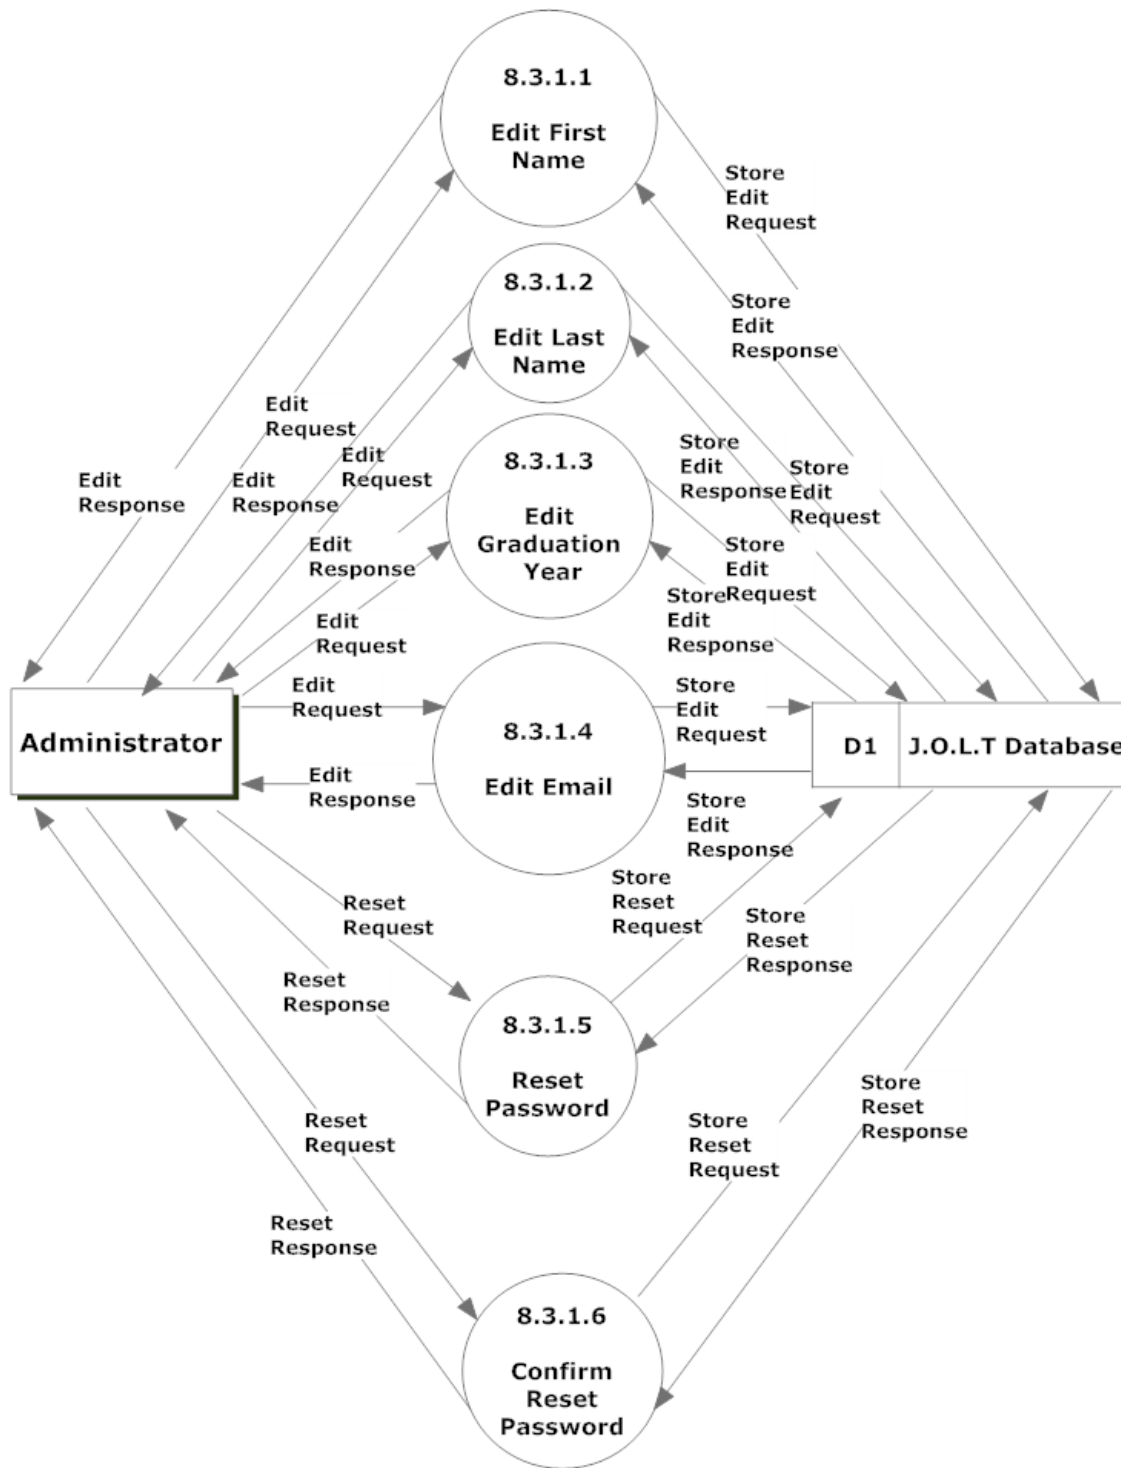 8.3.1.1
Edit First
Name
Store
Edit
Request
8.3.1.2
Edit Last
Name
Store
Edit
Response
Edit
Request
Edit
Response
Edit
Response
Edit
Request
8.3.1.3
Edit
Graduation
Year
Store
Edit
Response
Store
Edit
Request
Edit
Response
Store
Edit
Request
Edit
Request
Store
Edit
Response
Edit
Request
Store
Edit
Request
Administrator
8.3.1.4
Edit Email
D1
J.O.L.T Database
Edit
Response
Store
Edit
Response
Reset
Request
Store
Reset
Request
Store
Reset
Response
Reset
Response
8.3.1.5
Reset
Password
Reset
Request
Store
Reset
Request
Store
Reset
Response
Reset
Response
8.3.1.6
Confirm
Reset
Password